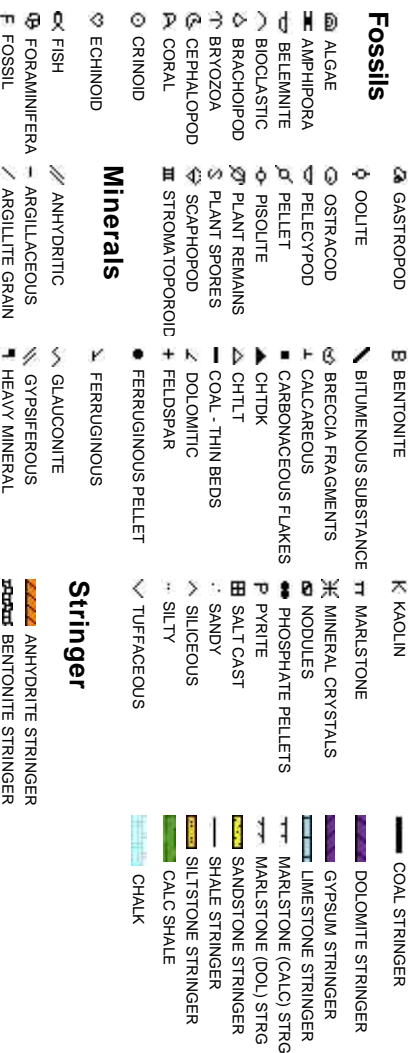 Fossils
ALGAE
AMPHIPORA
BELEMNITE
BIOCLASTIC
BRACHOIPOD
BRYOZOA
CEPHALOPOD
CORAL
CRINOID
ECHINOID
FISH
FORAMINIFERA
F FOSSIL
GASTROPOD
OOLITE
OSTRACOD
PELECYPOD
PELLET
PISOLITE
PLANT REMAINS
S PLANT SPORES
SCAPHOPOD
STROMATOPOROID
Minerals
ANHYDRITIC
ARGILLACEOUS
ARGILLITE GRAIN
B BENTONITE
BITUMENOUS SUBSTANCE
BRECCIA FRAGMENTS
CALCAREOUS
CARBONACEOUS FLAKES
CHTDK
CHTLT
COAL - THIN BEDS
DOLOMITIC
FELDSPAR
FERRUGINOUS PELLET
FERRUGINOUS
GLAUCONITE
GYPSIFEROUS
HEAVY MINERAL
K KAOLIN
MARLSTONE
MINERAL CRYSTALS
NODULES
PHOSPHATE PELLETS
P PYRITE
SALT CAST
SANDY
SILICEOUS
SILTY
TUFFACEOUS
Stringer
ANHYDRITE STRINGER
BENTONITE STRINGER
COAL STRINGER
DOLOMITE STRINGER
GYPSUM STRINGER
LIMESTONE STRINGER
MARLSTONE (CALC) STRG
MARLSTONE (DOL) STRG
SANDSTONE STRINGER
SHALE STRINGER
SILTSTONE STRINGER
CALC SHALE
CHALK